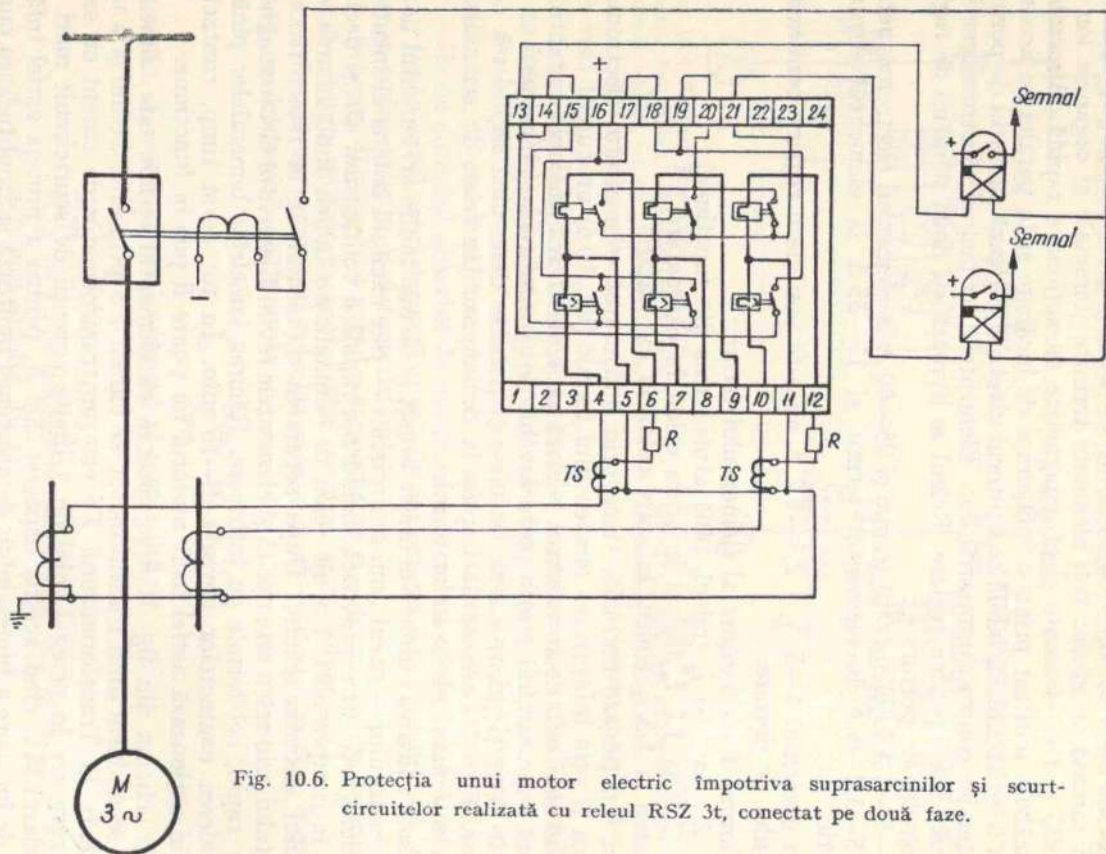 Semnal
+
Semnal
+
+ -
13 14 15 16 17 18 19 20 21 22 23 24
1 2 3 4 5 6 7 8 9 10 11 12
−
R
R
TS
TS
M
3 ~
Fig. 10.6. Protecția unui motor electric împotriva suprasarcinilor și scurt-
circuitelor realizată cu releul RSZ 3t, conectat pe două faze.